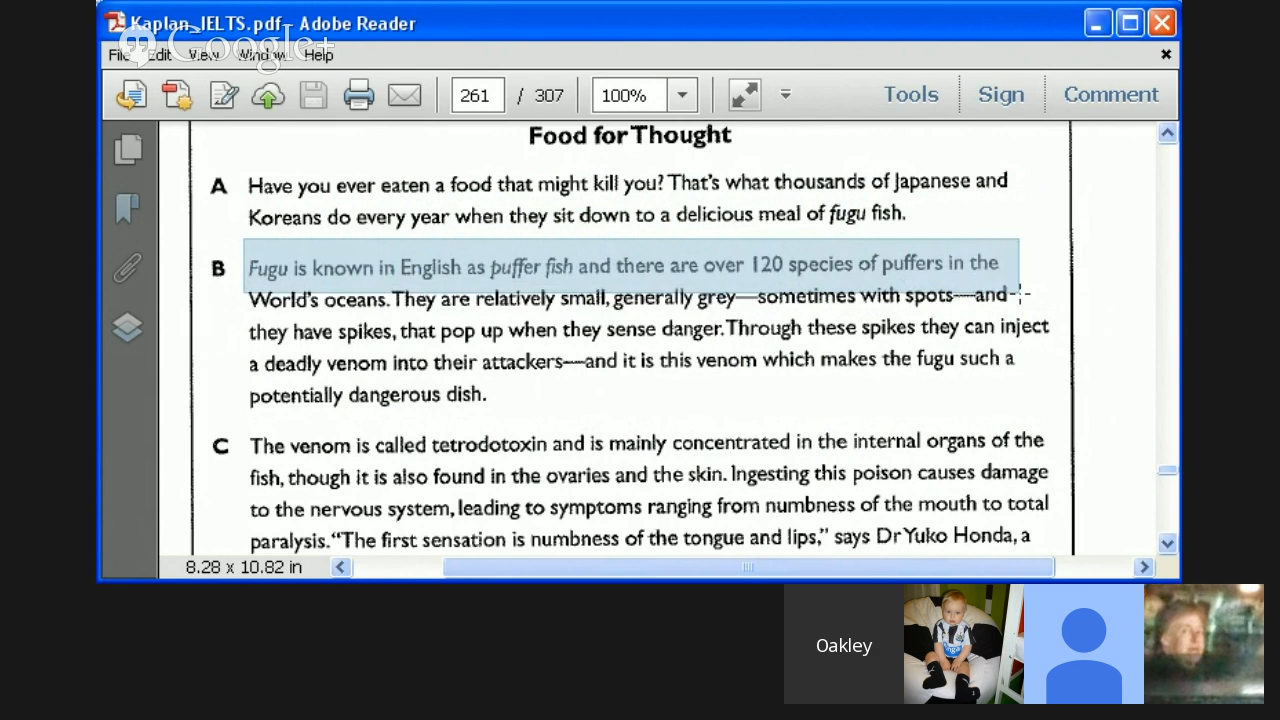 Kaplan_IELTS.pdf - Adobe Reader
Google+
File Edit View Window Help
261 / 307 100% Tools Sign Comment
Food for Thought
A Have you ever eaten a food that might kill you? That's what thousands of Japanese and
Koreans do every year when they sit down to a delicious meal of fugu fish.
B Fugu is known in English as puffer fish and there are over 120 species of puffers in the
World's oceans. They are relatively small, generally grey—sometimes with spots—and
they have spikes, that pop up when they sense danger. Through these spikes they can inject
a deadly venom into their attackers—and it is this venom which makes the fugu such a
potentially dangerous dish.
C The venom is called tetrodotoxin and is mainly concentrated in the internal organs of the
fish, though it is also found in the ovaries and the skin. Ingesting this poison causes damage
to the nervous system, leading to symptoms ranging from numbness of the mouth to total
paralysis. "The first sensation is numbness of the tongue and lips," says Dr Yuko Honda, a
8.28 x 10.82 in
Oakley